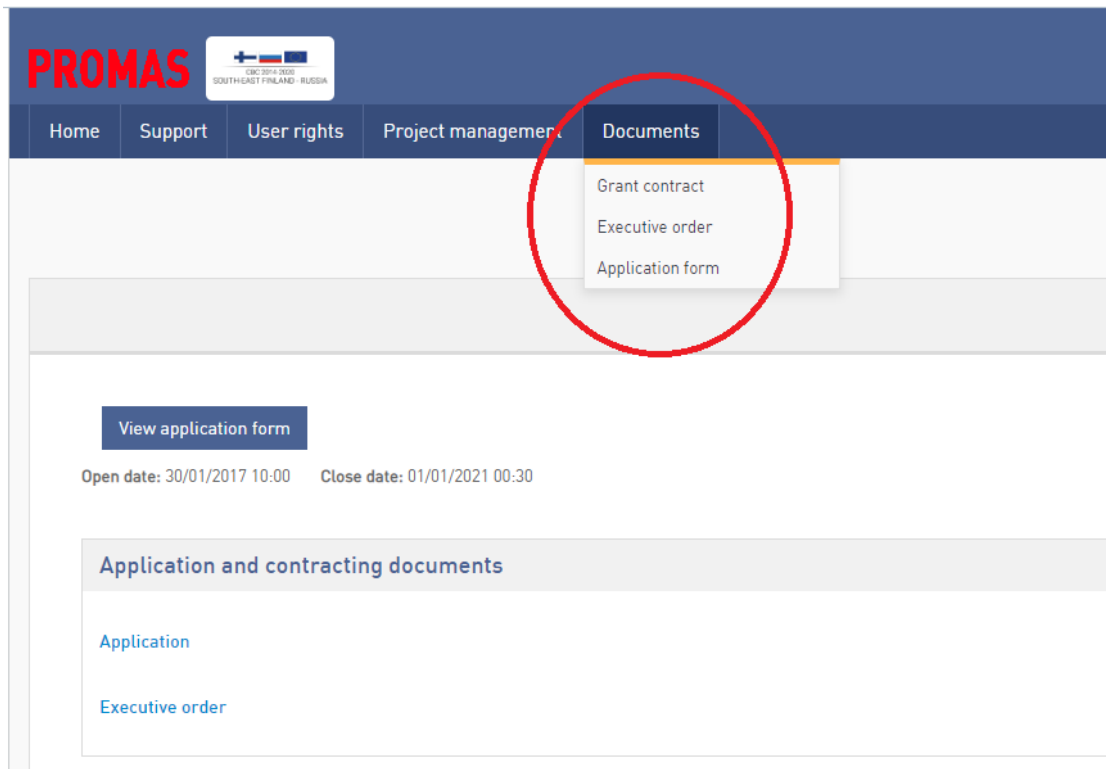 PROMAS
CBC 2014-2020
SOUTH-EAST FINLAND - RUSSIA
Home Support User rights Project management Documents
Grant contract
Executive order
Application form
View application form
Open date: 30/01/2017 10:00 Close date: 01/01/2021 00:30
Application and contracting documents
Application
Executive order